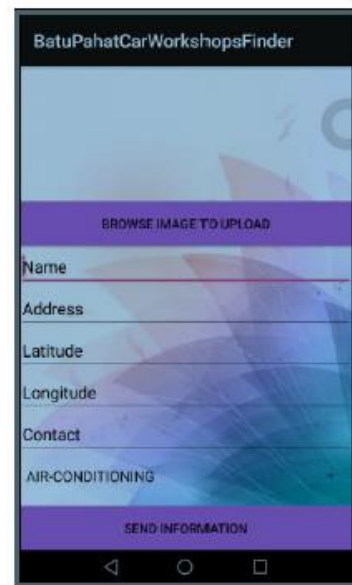 BatuPahatCarWorkshopsFinder
BROWSE IMAGE TO UPLOAD
Name
Address
Latitude
Longitude
Contact
AIR-CONDITIONING
SEND INFORMATION